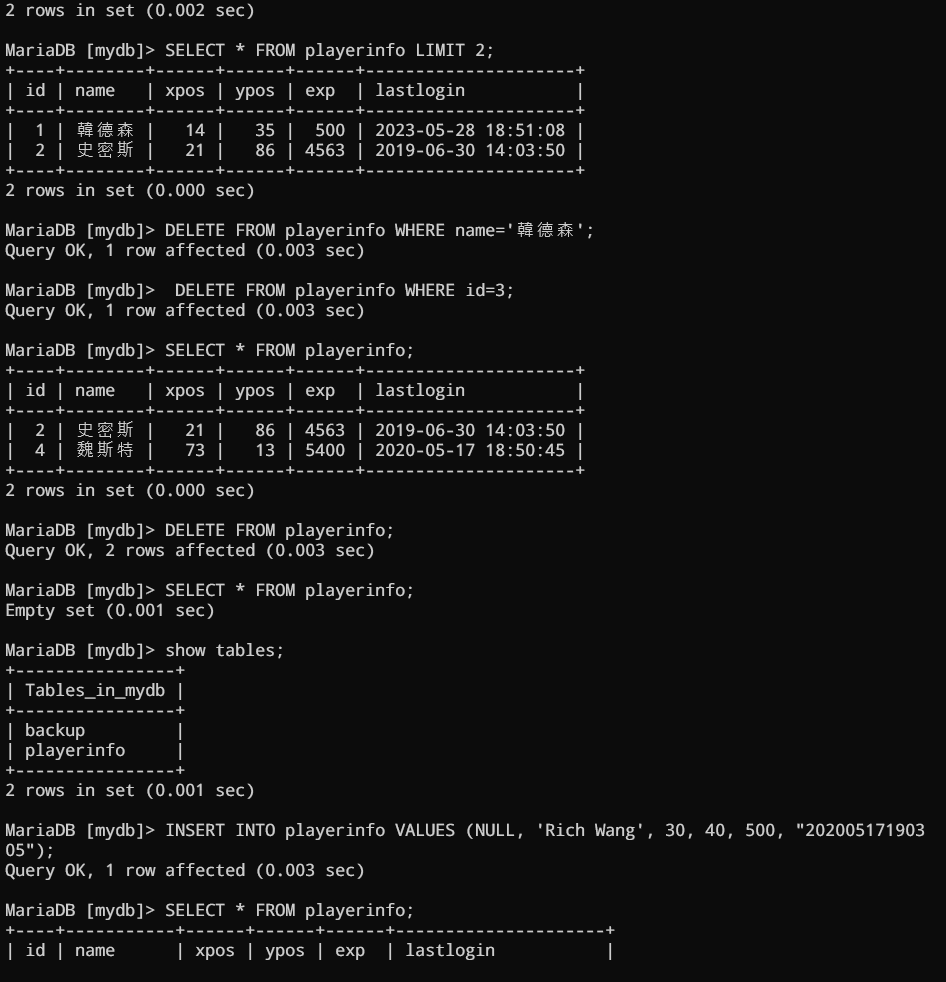 2 rows in set (0.002 sec)
MariaDB [mydb]> SELECT * FROM playerinfo LIMIT 2;
+----+--------+------+------+------+---------------------+
| id | name   | xpos | ypos | exp  | lastlogin           |
+----+--------+------+------+------+---------------------+
|  1 | 韓德森 |   14 |   35 |  500 | 2023-05-28 18:51:08 |
|  2 | 史密斯 |   21 |   86 | 4563 | 2019-06-30 14:03:50 |
+----+--------+------+------+------+---------------------+
2 rows in set (0.000 sec)
MariaDB [mydb]> DELETE FROM playerinfo WHERE name='韓德森';
Query OK, 1 row affected (0.003 sec)
MariaDB [mydb]>  DELETE FROM playerinfo WHERE id=3;
Query OK, 1 row affected (0.003 sec)
MariaDB [mydb]> SELECT * FROM playerinfo;
+----+--------+------+------+------+---------------------+
| id | name   | xpos | ypos | exp  | lastlogin           |
+----+--------+------+------+------+---------------------+
|  2 | 史密斯 |   21 |   86 | 4563 | 2019-06-30 14:03:50 |
|  4 | 魏斯特 |   73 |   13 | 5400 | 2020-05-17 18:50:45 |
+----+--------+------+------+------+---------------------+
2 rows in set (0.000 sec)
MariaDB [mydb]> DELETE FROM playerinfo;
Query OK, 2 rows affected (0.003 sec)
MariaDB [mydb]> SELECT * FROM playerinfo;
Empty set (0.001 sec)
MariaDB [mydb]> show tables;
+----------------+
| Tables_in_mydb |
+----------------+
| backup         |
| playerinfo     |
+----------------+
2 rows in set (0.001 sec)
MariaDB [mydb]> INSERT INTO playerinfo VALUES (NULL, 'Rich Wang', 30, 40, 500, "202005171903
05");
Query OK, 1 row affected (0.003 sec)
MariaDB [mydb]> SELECT * FROM playerinfo;
+----+-----------+------+------+------+---------------------+
| id | name      | xpos | ypos | exp  | lastlogin           |